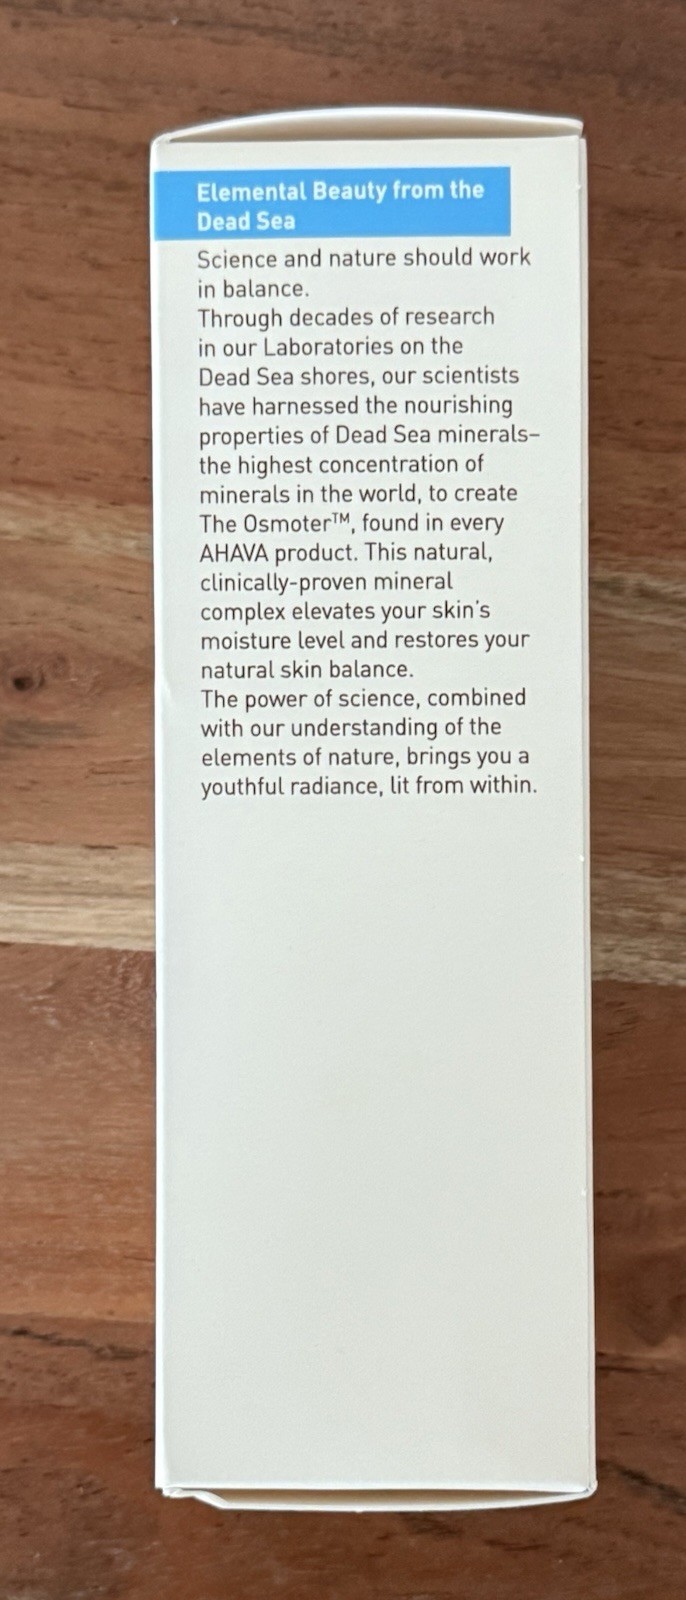 Elemental Beauty from the
Dead Sea
Science and nature should work
in balance.
Through decades of research
in our Laboratories on the
Dead Sea shores, our scientists
have harnessed the nourishing
properties of Dead Sea minerals–
the highest concentration of
minerals in the world, to create
The Osmoter™, found in every
AHAVA product. This natural,
clinically-proven mineral
complex elevates your skin's
moisture level and restores your
natural skin balance.
The power of science, combined
with our understanding of the
elements of nature, brings you a
youthful radiance, lit from within.